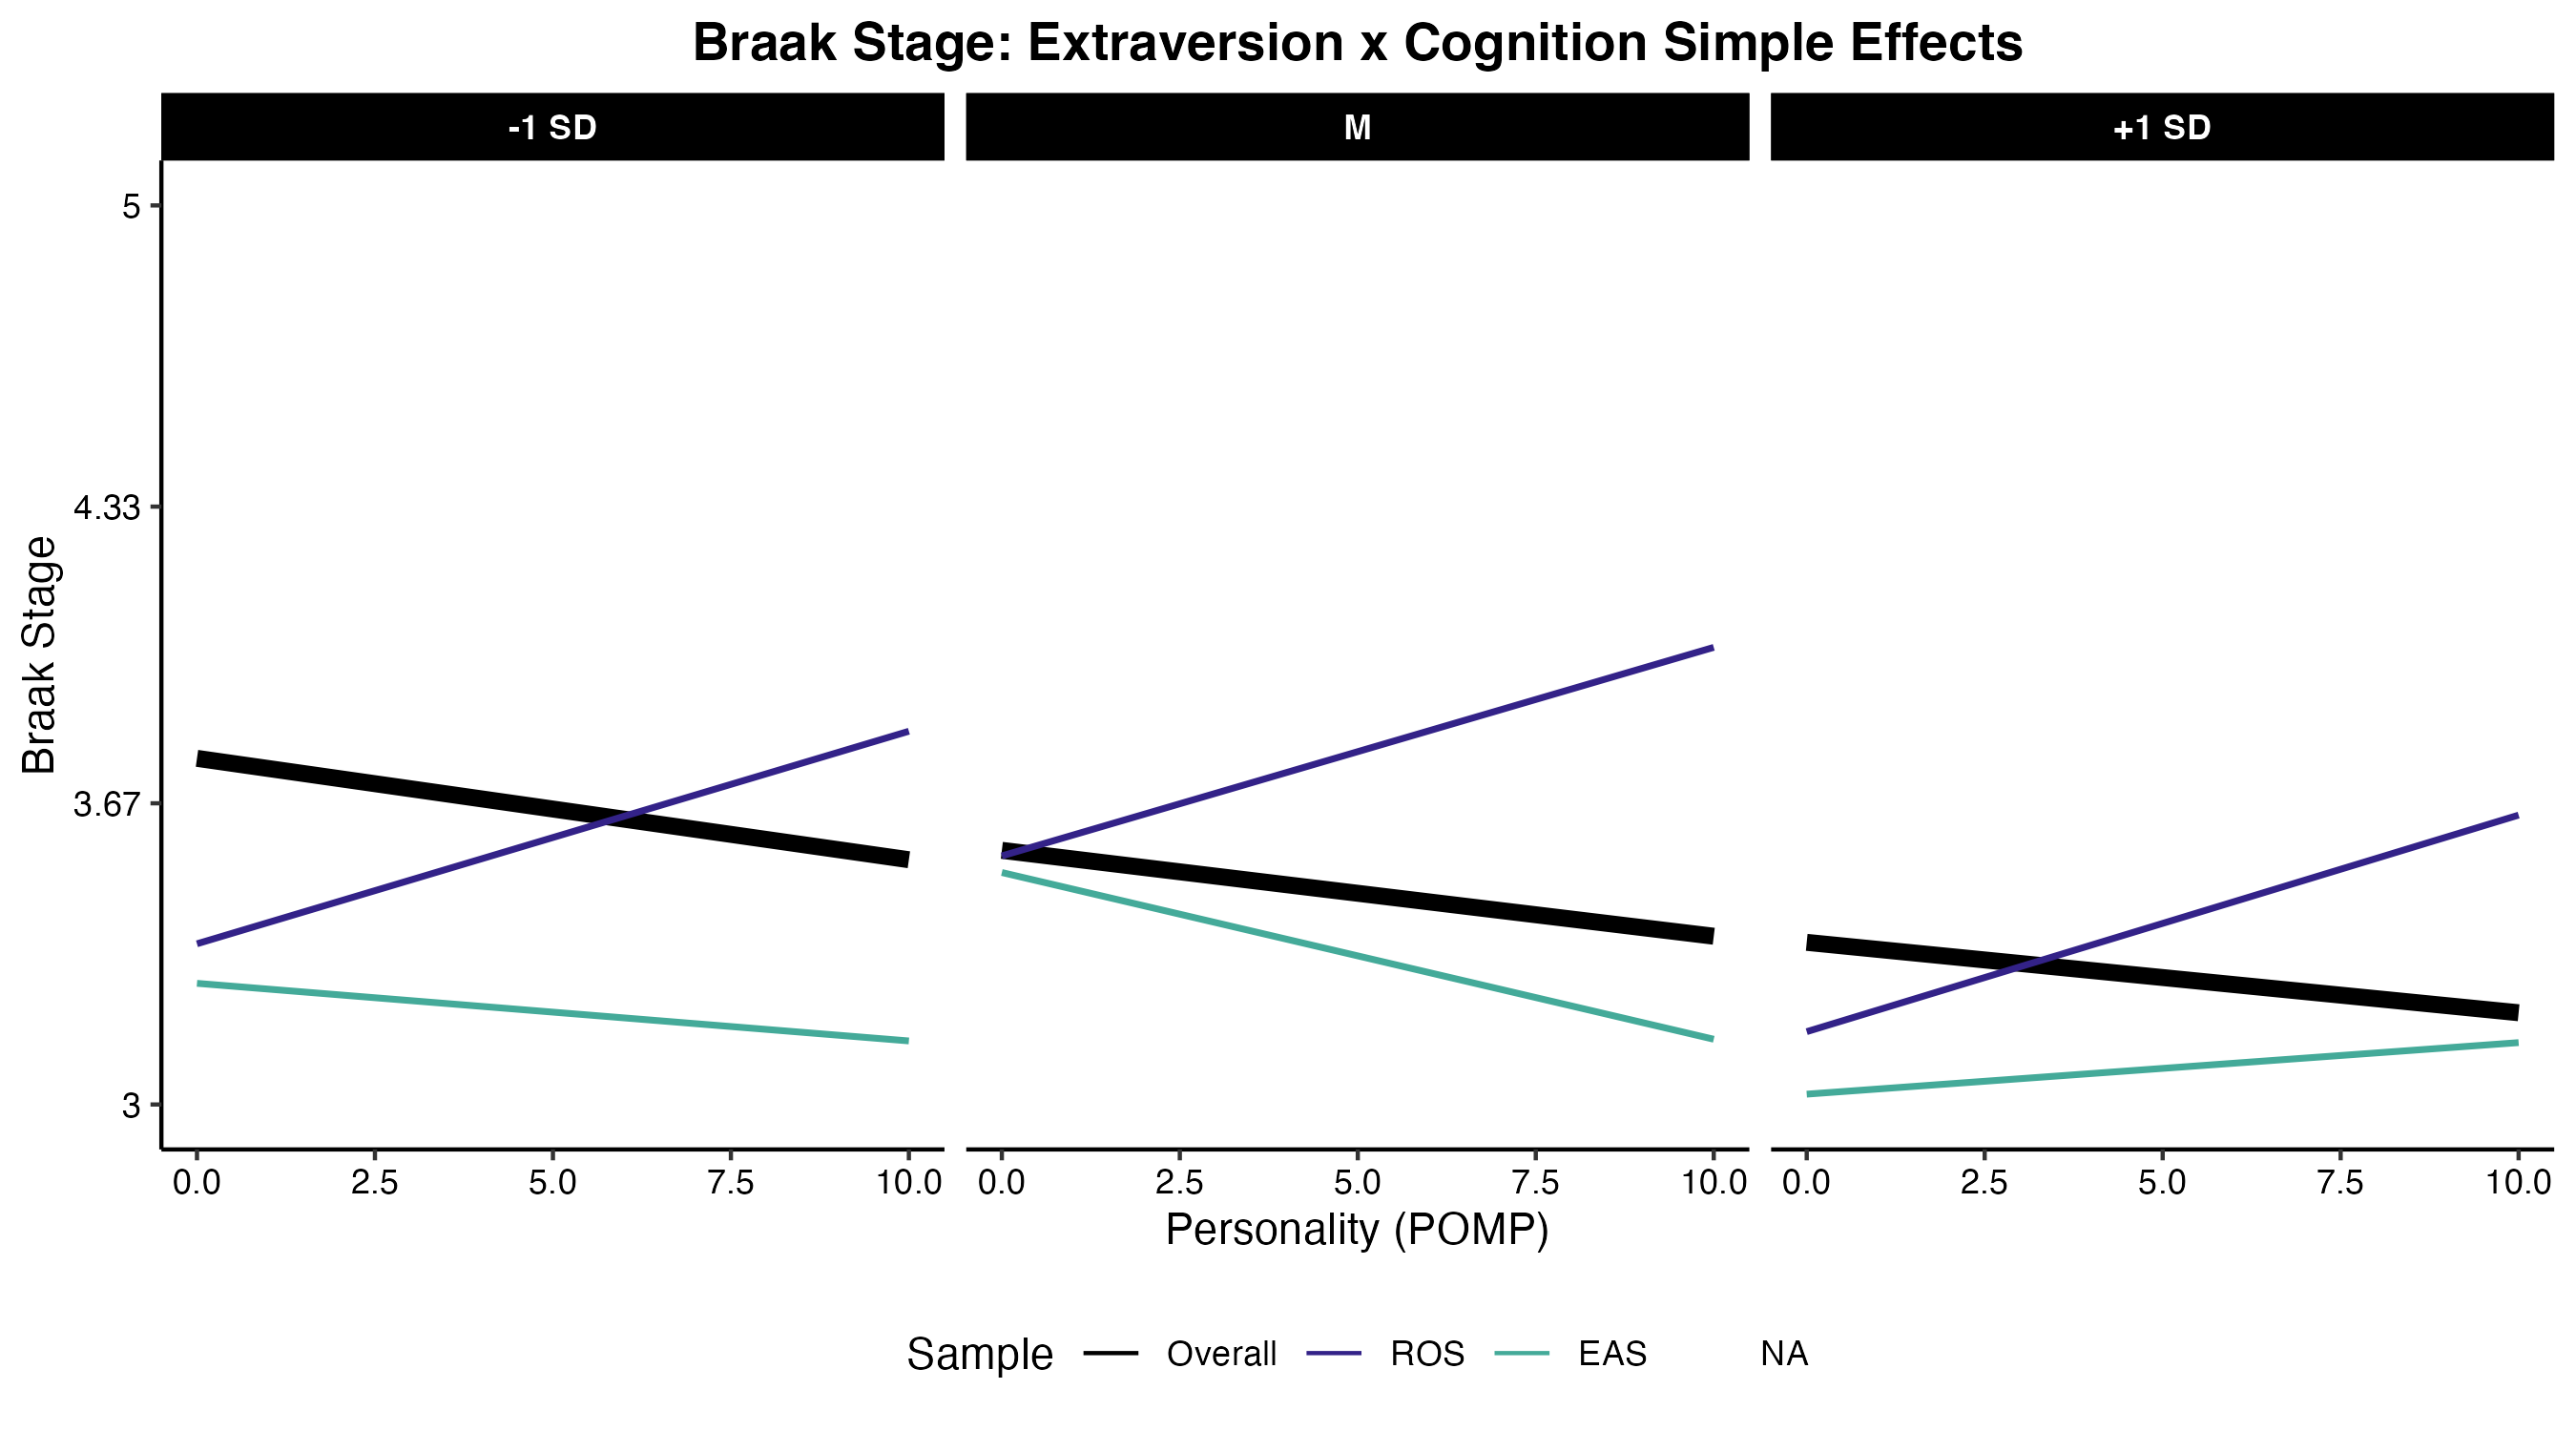 Braak Stage: Extraversion x Cognition Simple Effects
-1 SD M +1 SD
5
4.33
3.67
3
Braak Stage
0.0 2.5 5.0 7.5 10.0 0.0 2.5 5.0 7.5 10.0 0.0 2.5 5.0 7.5 10.0
Personality (POMP)
Sample Overall ROS EAS NA